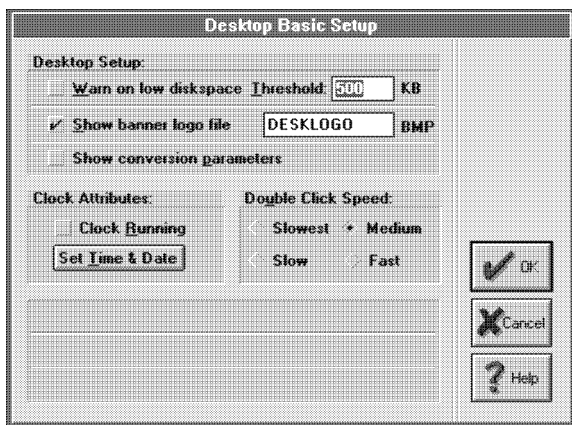 Desktop Basic Setup
Desktop Setup:
Warn on low diskspace Threshold: 500 KB
Show banner logo file DESKLOGO BMP
Show conversion parameters
Clock Attributes:
Double Click Speed:
Clock Running
Slowest Medium
Set Time & Date
Slow Fast
OK
Cancel
Help